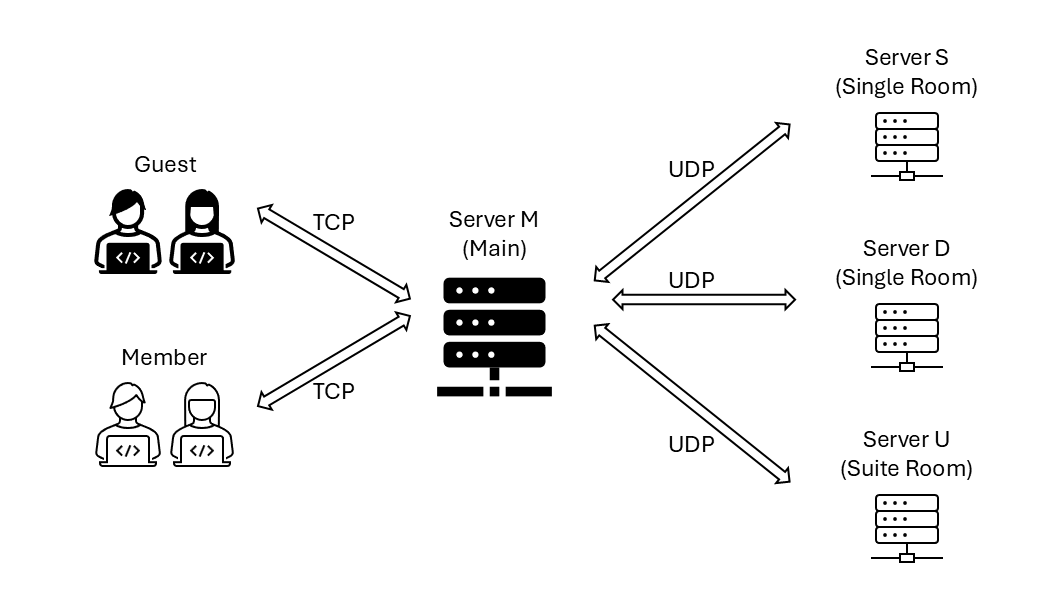 Guest
</>
</>
TCP
Member
</>
</>
TCP
Server M
(Main)
UDP
UDP
UDP
Server S
(Single Room)
Server D
(Single Room)
Server U
(Suite Room)